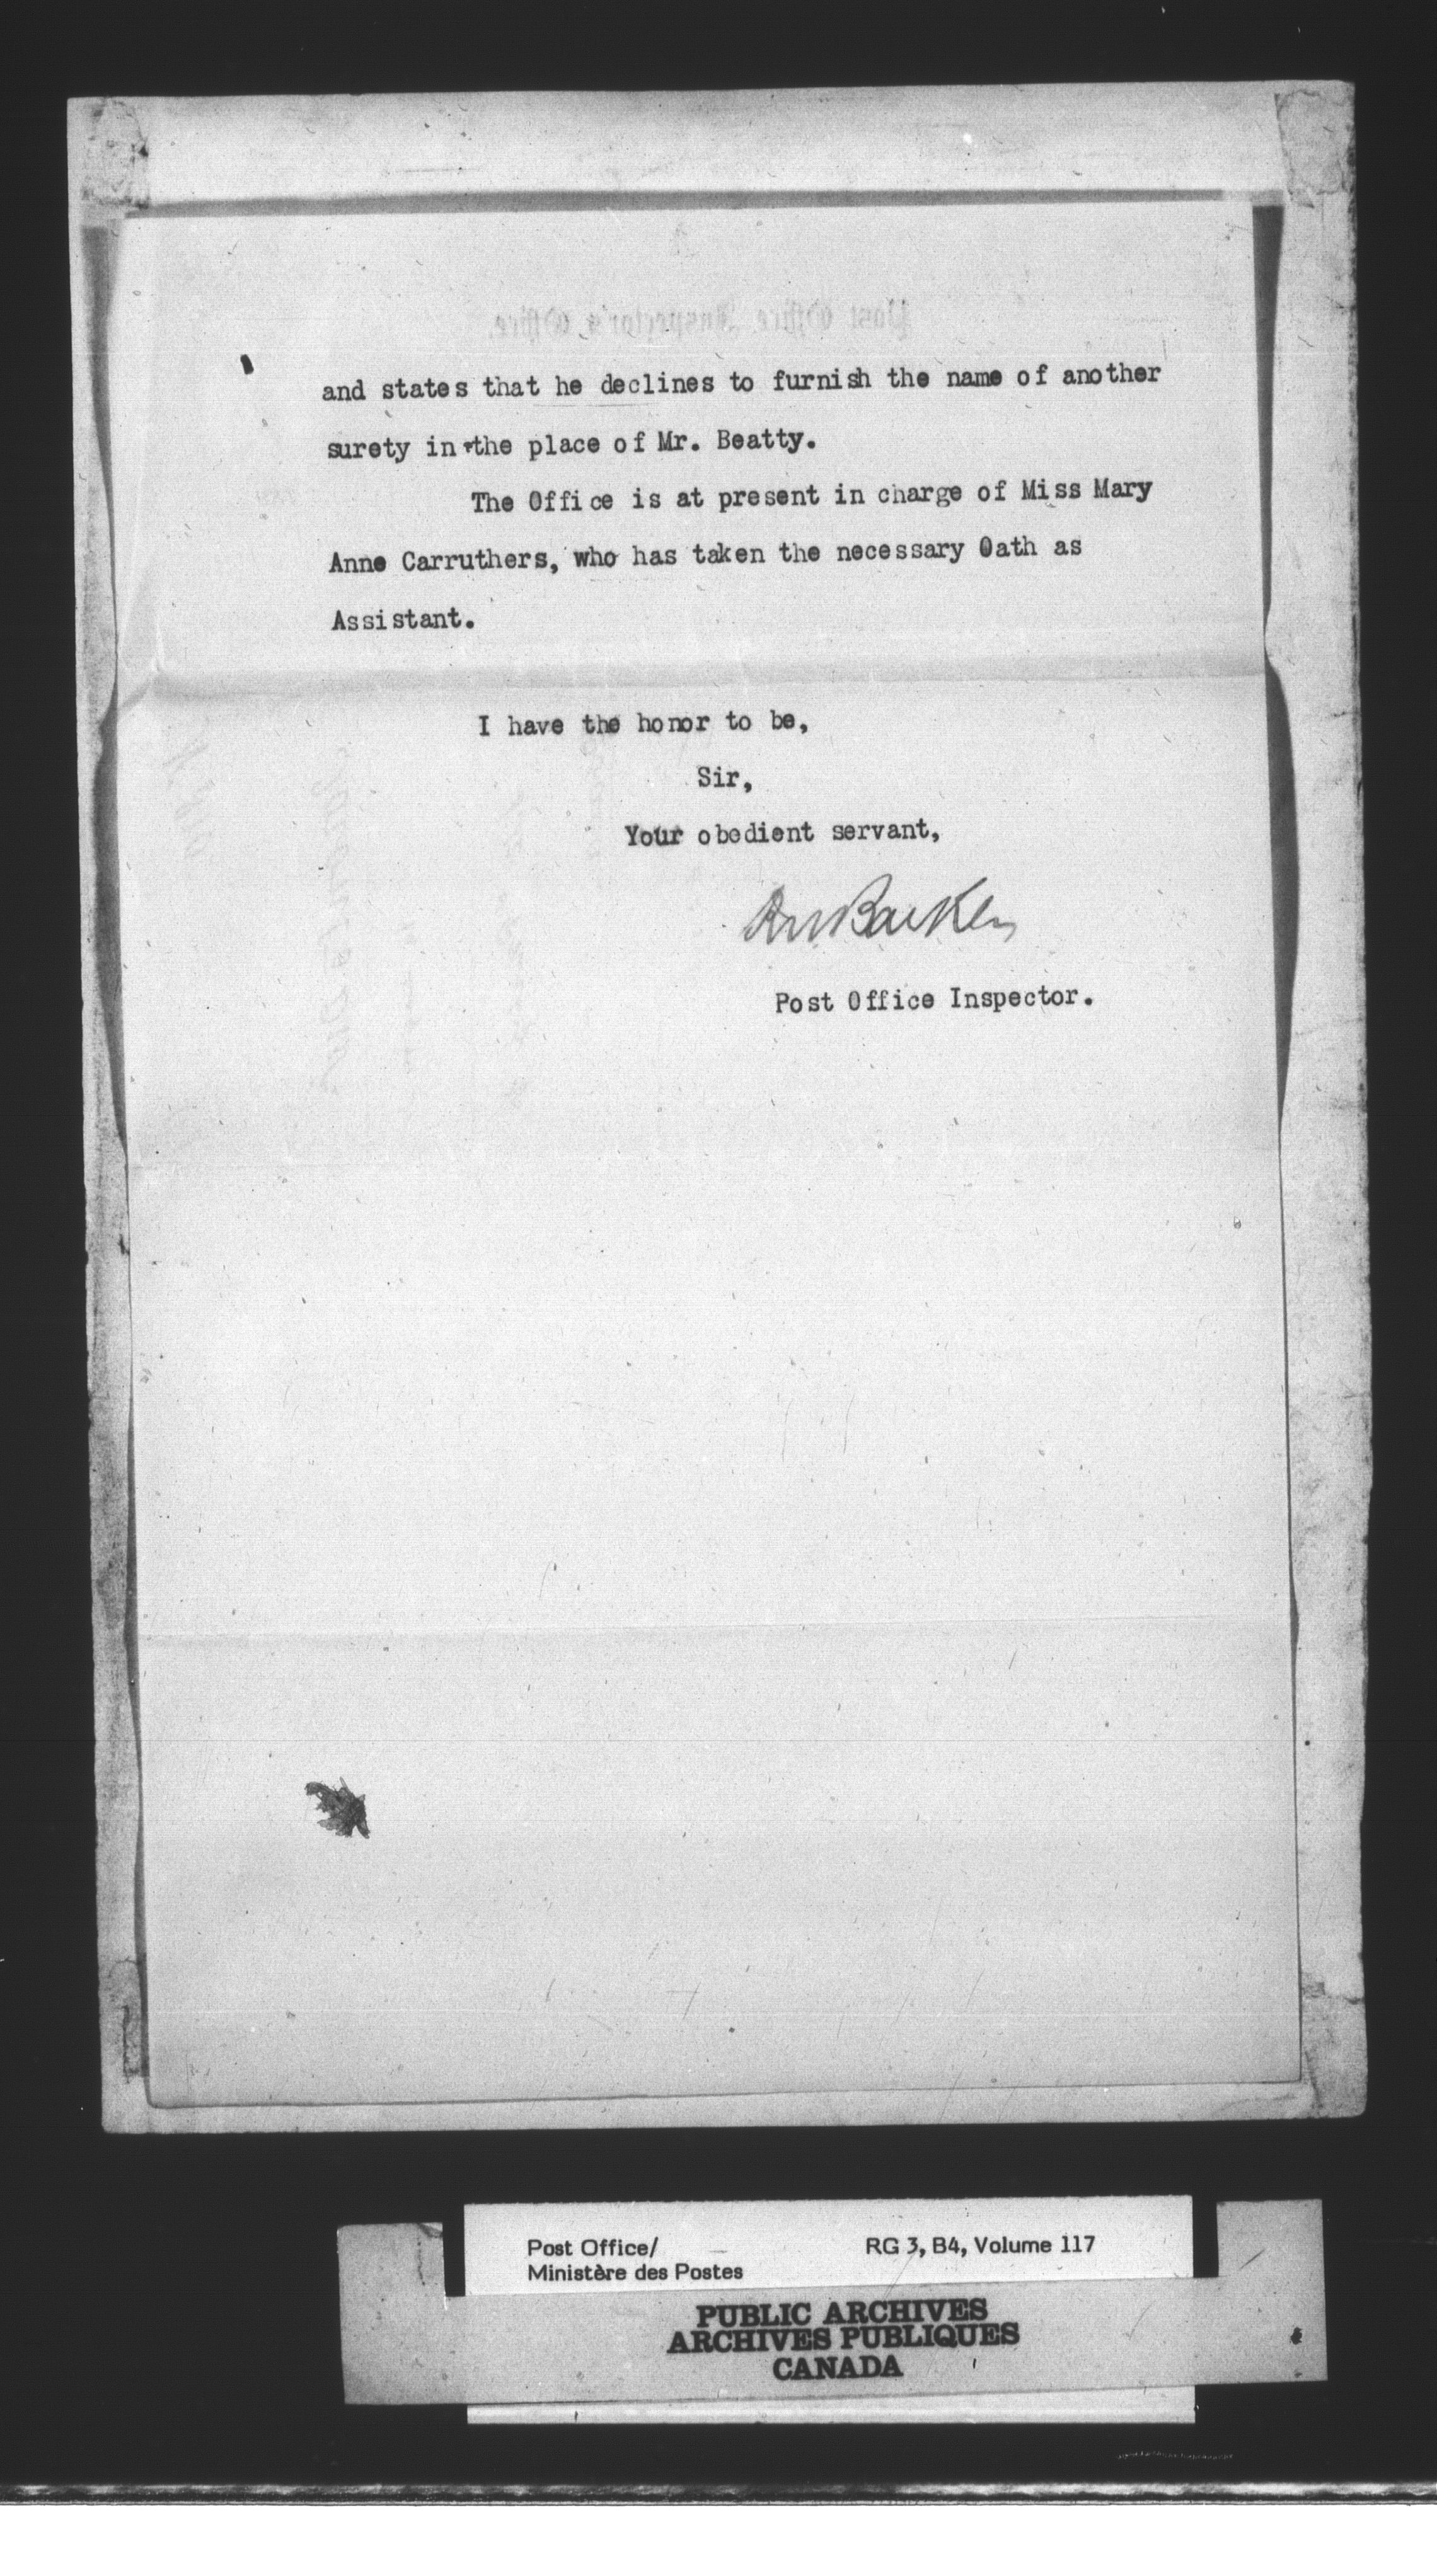 and states that he declines to furnish the name of another
surety in the place of Mr. Beatty.
The Office is at present in charge of Miss Mary
Anne Carruthers, who has taken the necessary Oath as
Assistant.
I have the honor to be,
Sir,
Your obedient servant,
Barker
Post Office Inspector.
Post Office/
Ministère des Postes
RG 3, B4, Volume 117
PUBLIC ARCHIVES
ARCHIVES PUBLIQUES
CANADA